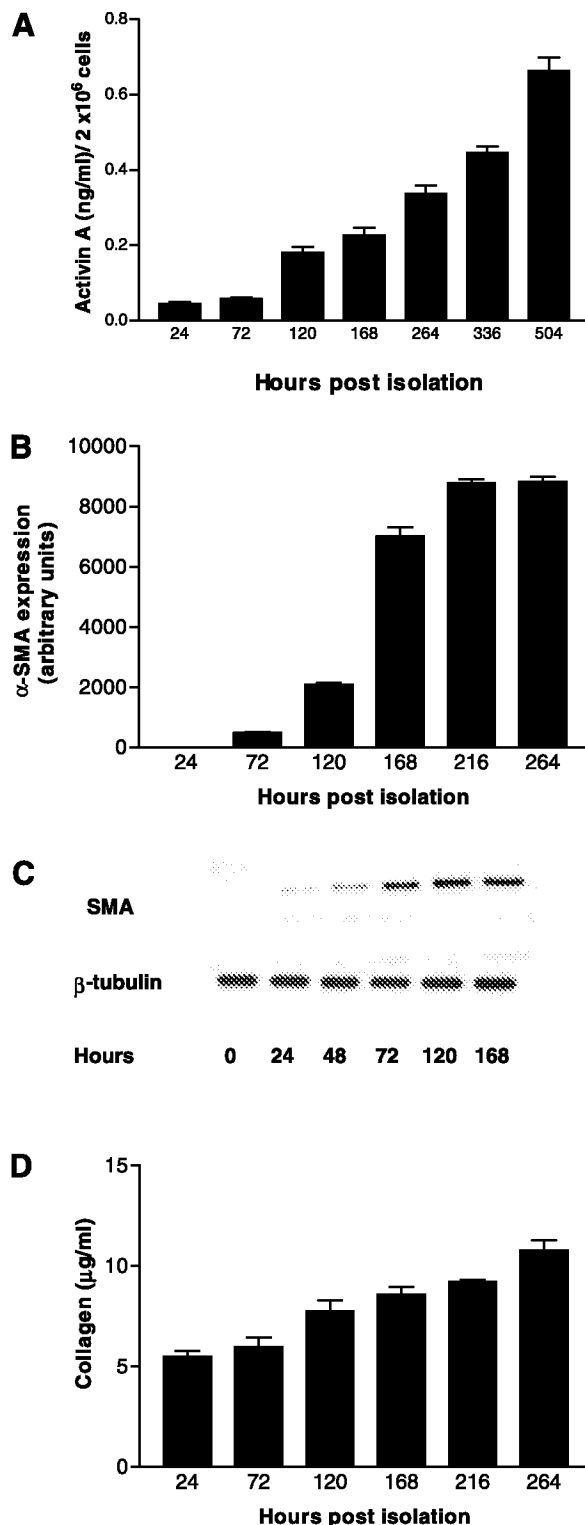 A
Activin A (ng/ml)/ 2 x10⁶ cells
0.8
0.6
0.4
0.2
0.0
24 72 120 168 264 336 504
Hours post isolation
B
α-SMA expression
(arbitrary units)
10000
8000
6000
4000
2000
0
24 72 120 168 216 264
Hours post isolation
C
SMA
β-tubulin
Hours 0 24 48 72 120 168
D
Collagen (μg/ml)
15
10
5
0
24 72 120 168 216 264
Hours post isolation